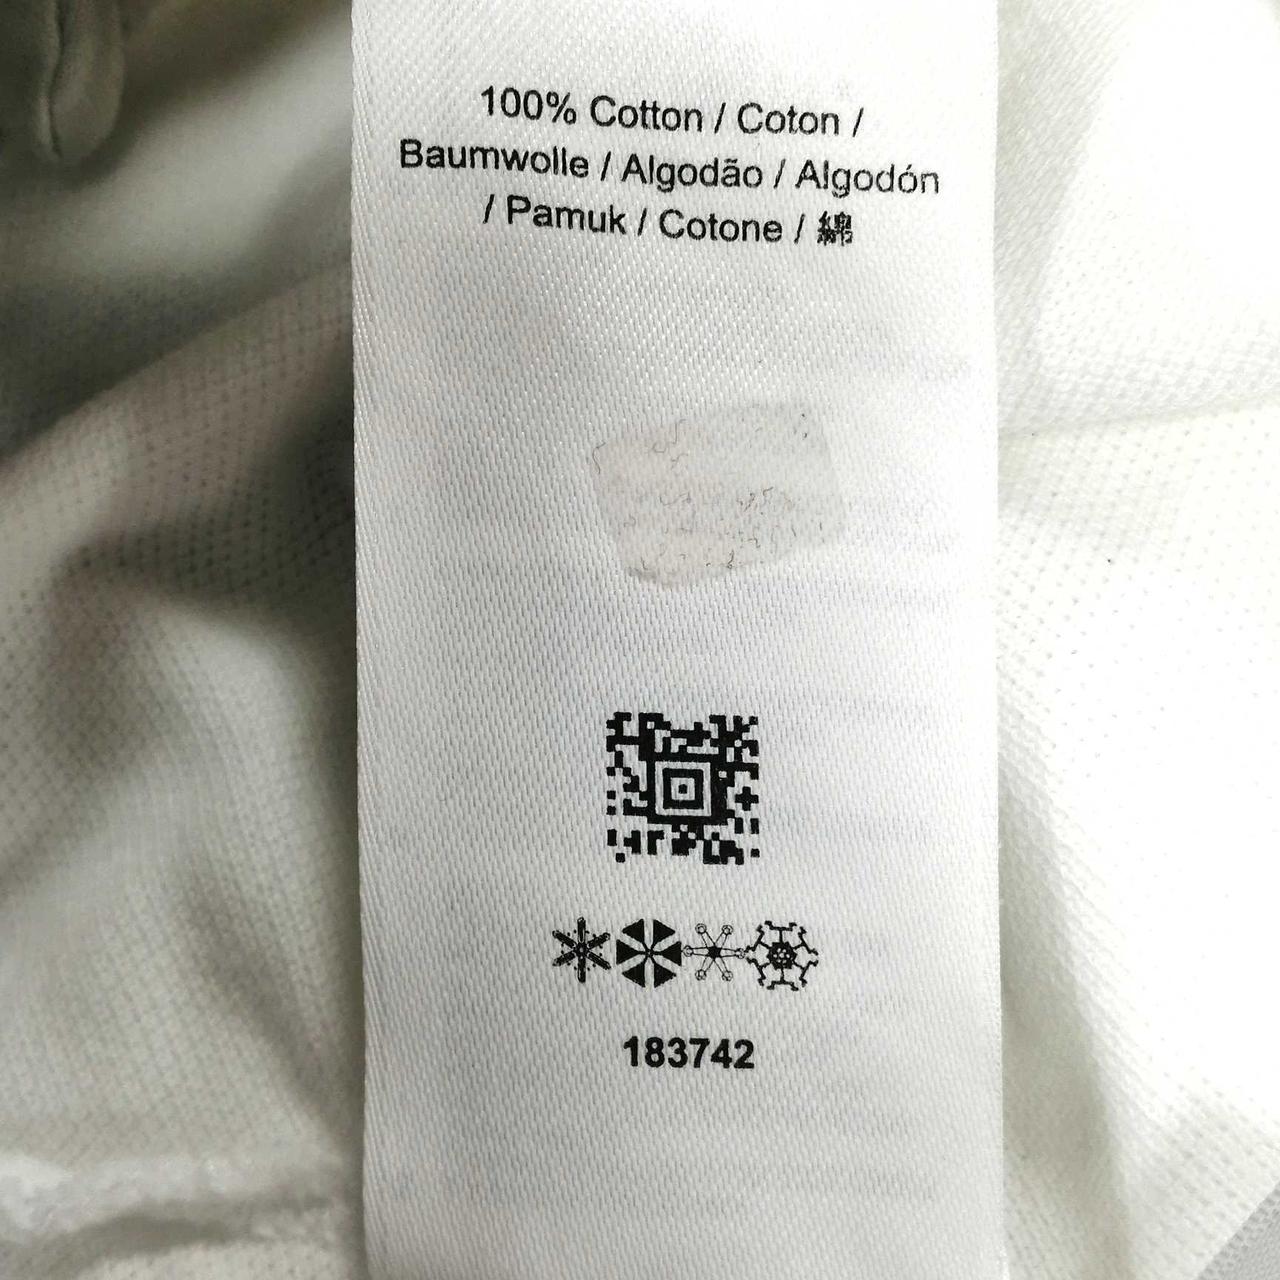 100% Cotton / Coton /
Baumwolle / Algodão / Algodón
/ Pamuk / Cotone / 綿
183742